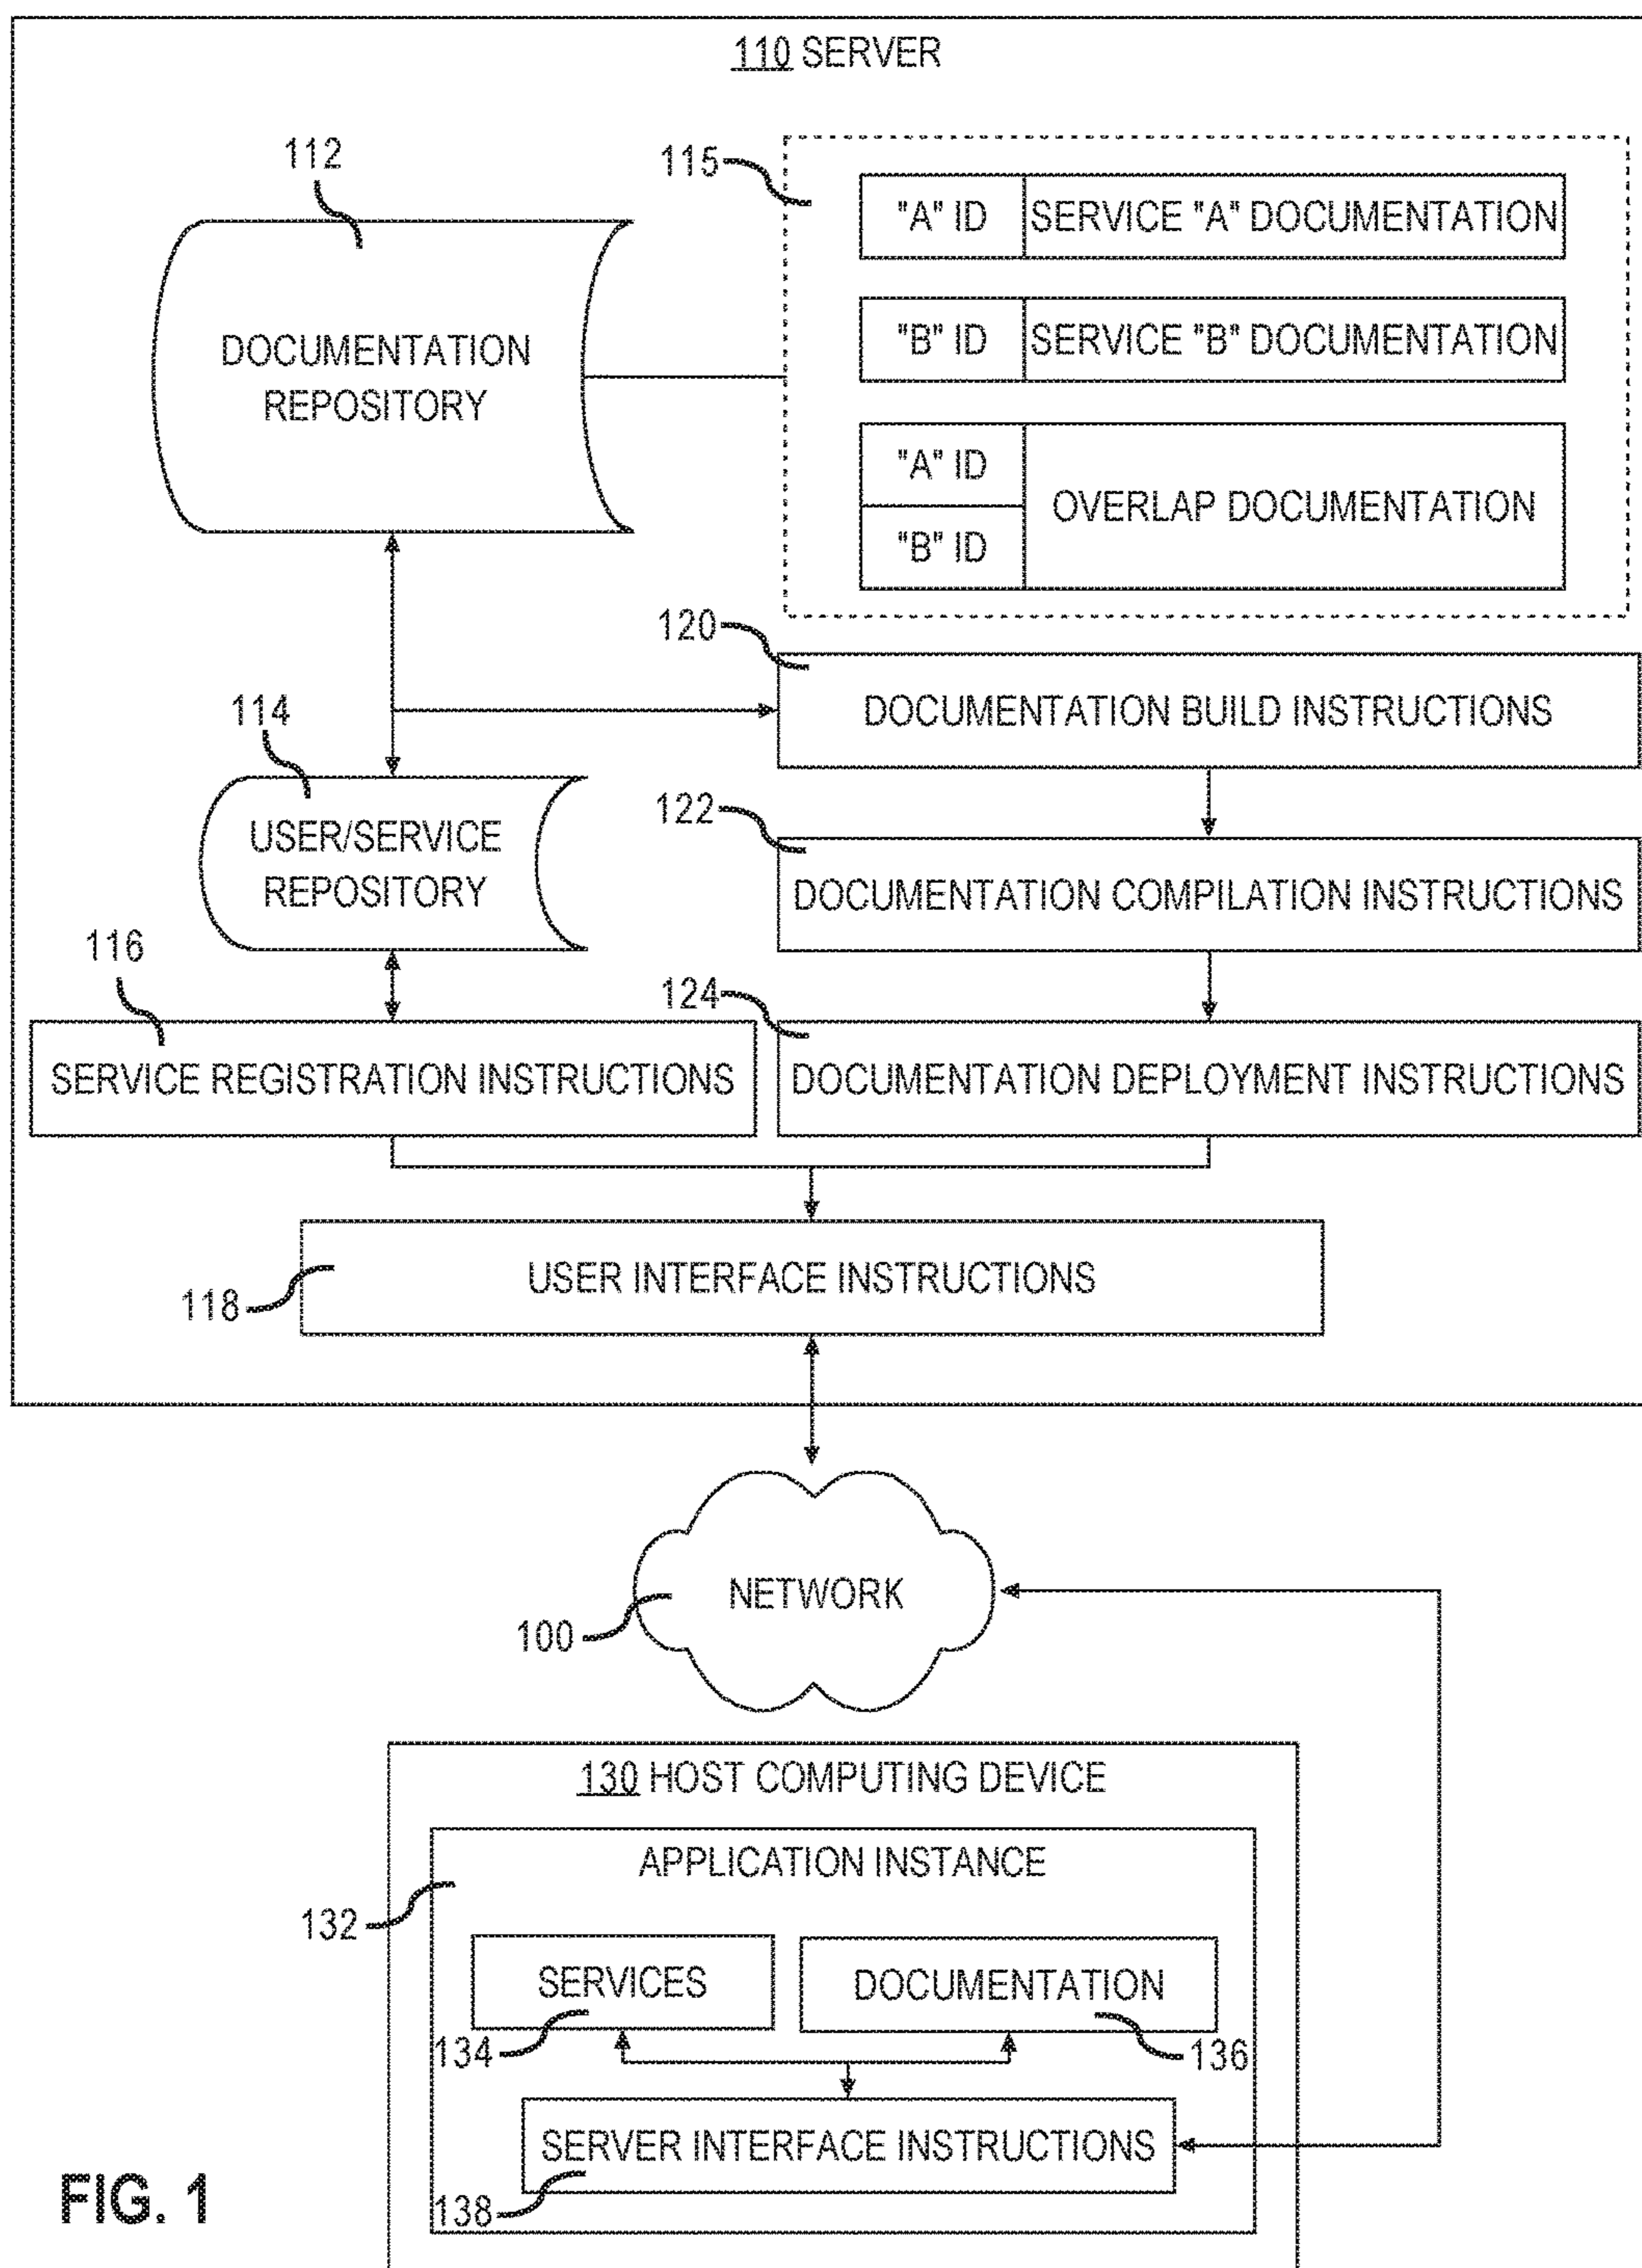 110 SERVER
112
115
"A" ID
SERVICE "A" DOCUMENTATION
"B" ID
SERVICE "B" DOCUMENTATION
DOCUMENTATION
REPOSITORY
"A" ID
"B" ID
OVERLAP DOCUMENTATION
120
DOCUMENTATION BUILD INSTRUCTIONS
114
USER/SERVICE
REPOSITORY
122
DOCUMENTATION COMPILATION INSTRUCTIONS
116
SERVICE REGISTRATION INSTRUCTIONS
124
DOCUMENTATION DEPLOYMENT INSTRUCTIONS
USER INTERFACE INSTRUCTIONS
118
NETWORK
100
130 HOST COMPUTING DEVICE
APPLICATION INSTANCE
132
SERVICES
DOCUMENTATION
134
136
SERVER INTERFACE INSTRUCTIONS
138
FIG. 1